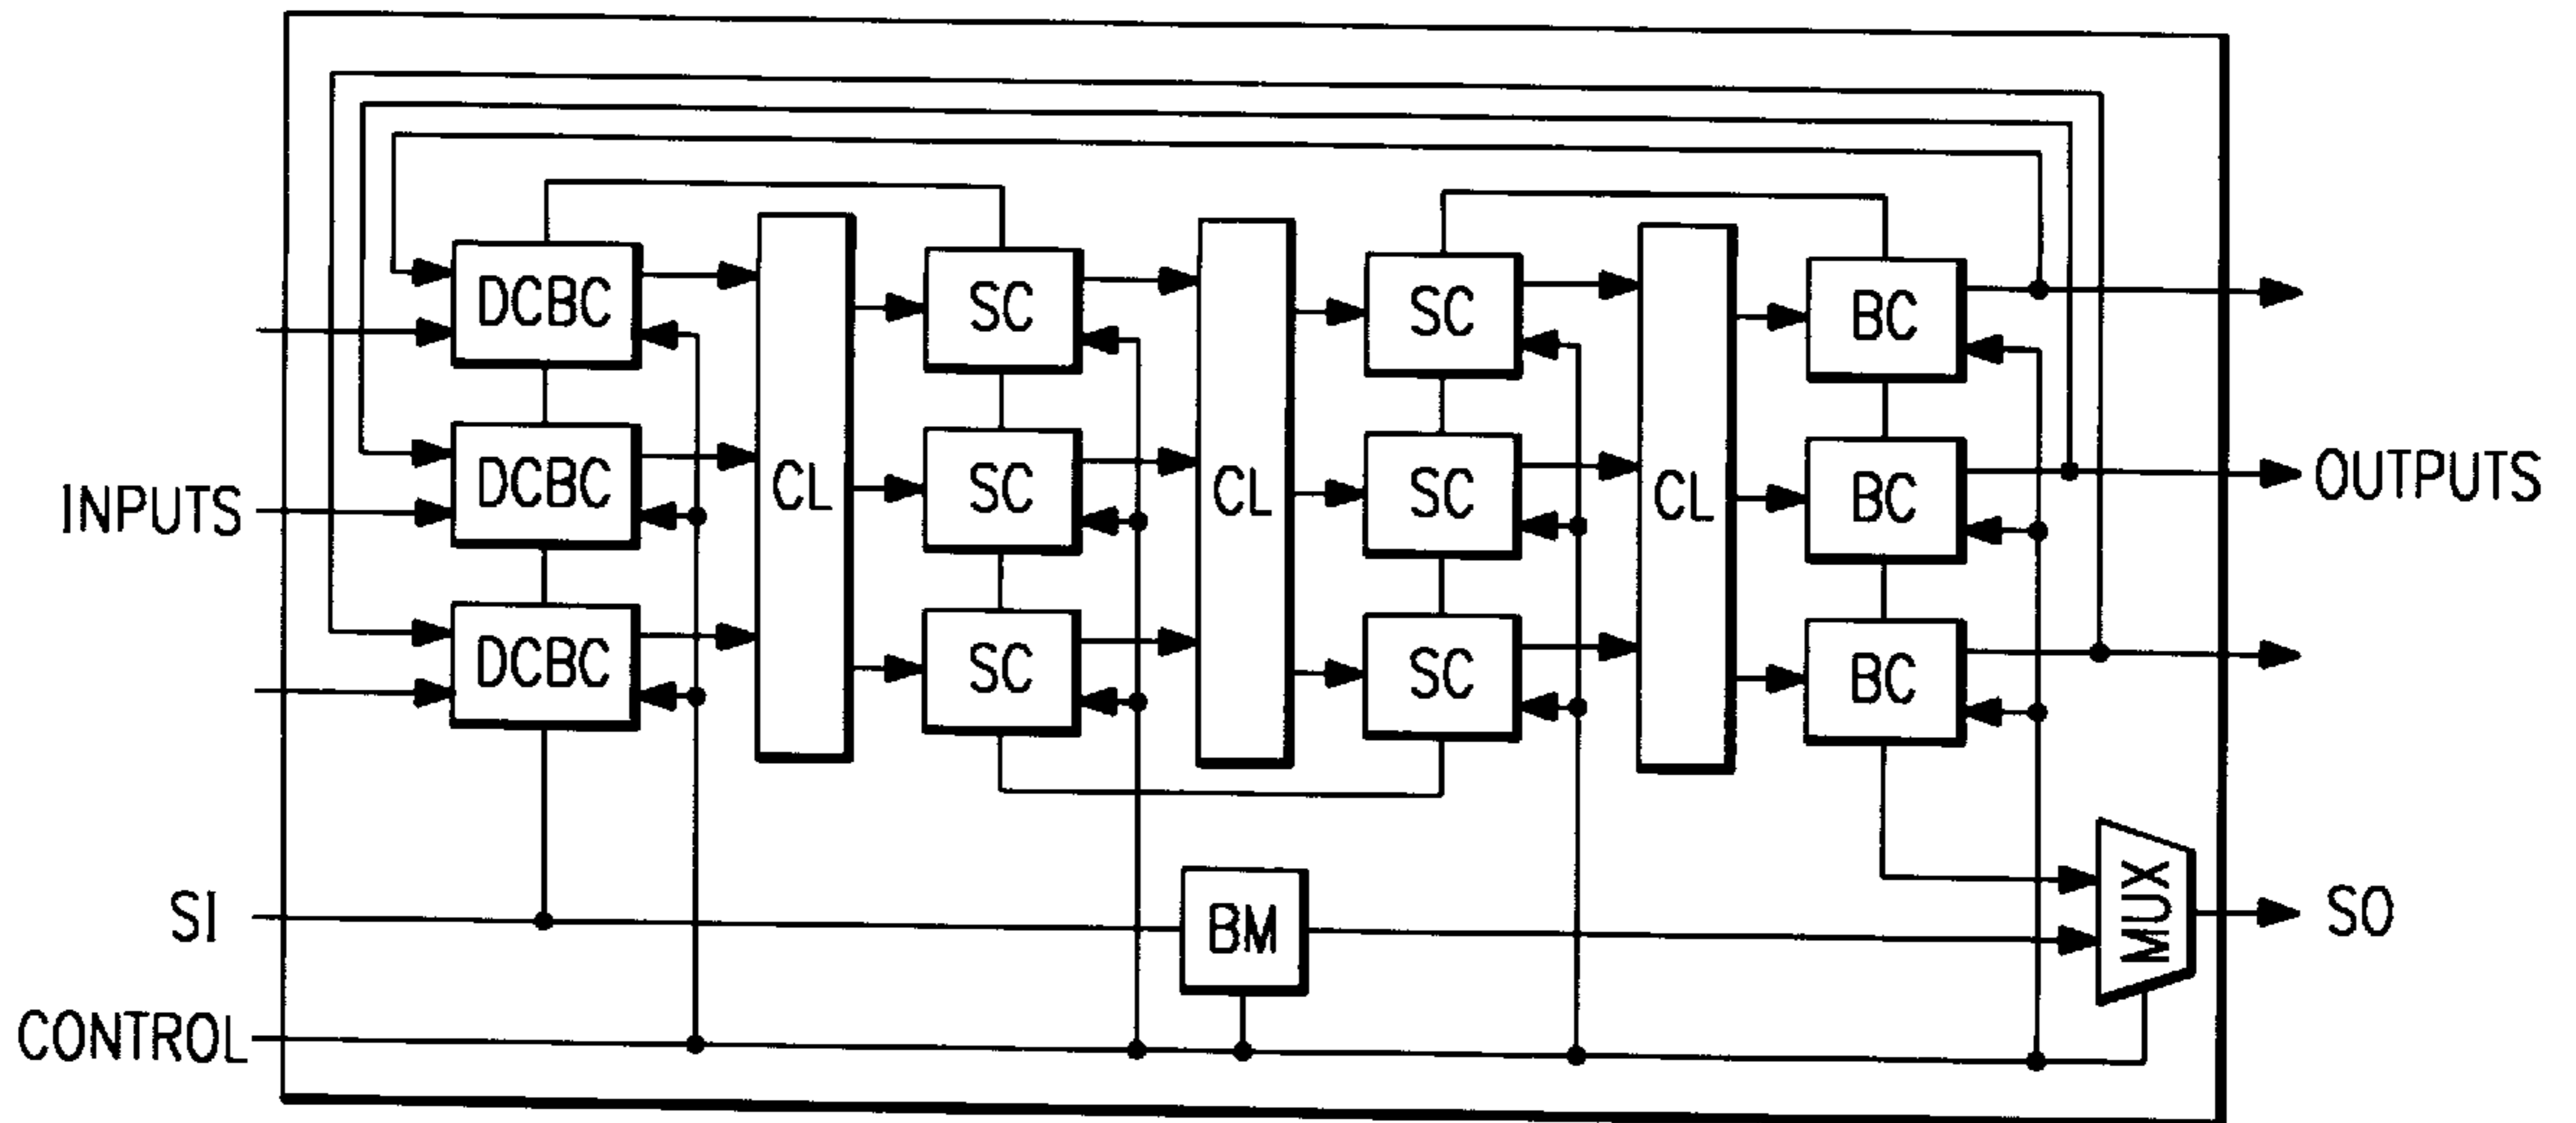 DCBC
SC
SC
BC
DCBC
CL
SC
CL
SC
CL
BC
INPUTS
OUTPUTS
DCBC
SC
SC
BC
SI
BM
MUX
SO
CONTROL